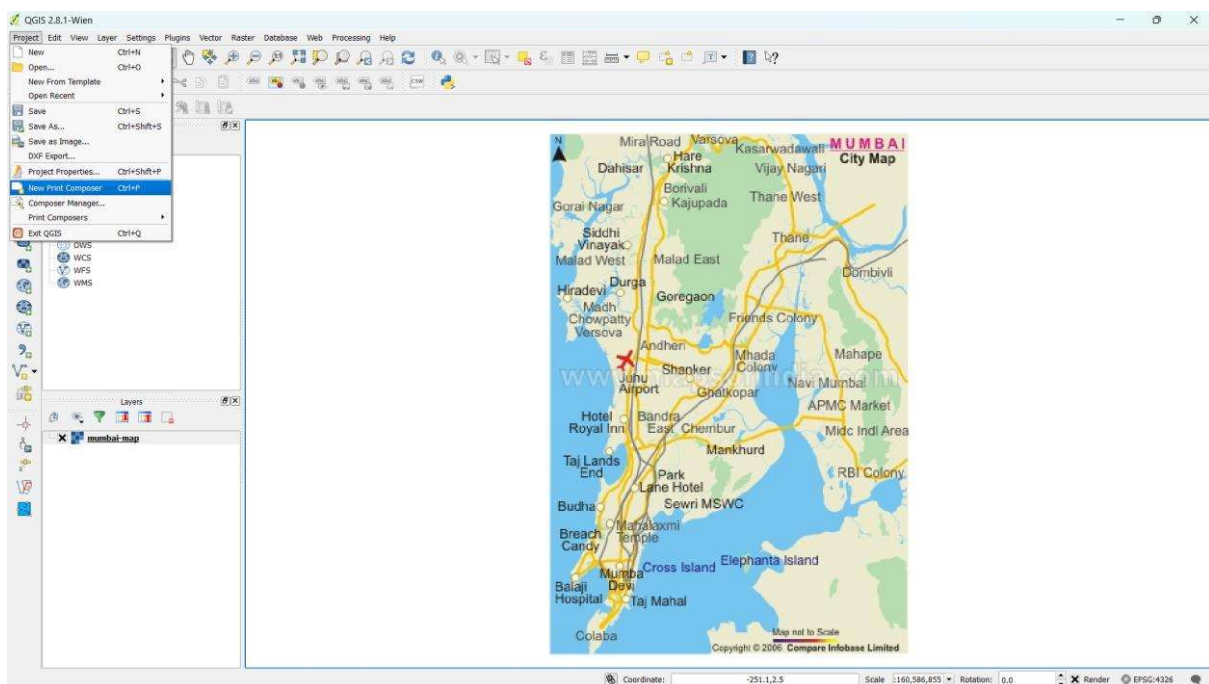 QGIS 2.8.1-Wien
Project Edit View Layer Settings Plugins Vector Raster Database Web Processing Help
New Ctrl+N
Open... Ctrl+O
New From Template
Open Recent
Save Ctrl+S
Save As... Ctrl+Shift+S
Save as Image...
DXF Export...
Project Properties... Ctrl+Shift+P
New Print Composer Ctrl+P
Composer Manager...
Print Composers
Exit QGIS Ctrl+Q
OWS
WCS
WFS
WMS
Layers
mumbai-map
CSW
abc
N
MUMBAI
City Map
Mira Road
Varsova
Kasarwadawali
Hare
Krishna
Dahisar
Vijay Nagari
Borivali
Kajupada
Thane West
Gorai Nagar
Siddhi
Vinayak
Thane
Malad West
Malad East
Dombivli
Durga
Hiradevi
Goregaon
Madh
Chowpatty
Versova
Friends Colony
Andheri
Mhada
Colony
Mahape
Shanker
www.mapsofindia.com
Juhu
Airport
Ghatkopar
Navi Mumbai
APMC Market
Hotel
Royal Inn
Bandra
East
Chembur
Midc Indl Area
Mankhurd
Taj Lands
End
Park
Lane Hotel
RBI Colony
Sewri MSWC
Budha
Mahalaxmi
Temple
Breach
Candy
Cross Island
Elephanta Island
Mumba
Devi
Balaji
Hospital
Taj Mahal
Colaba
Map not to Scale
Copyright © 2006 Compare Infobase Limited
Coordinate: -251.1,2.5 Scale :160,586,855 Rotation: 0.0 Render EPSG:4326